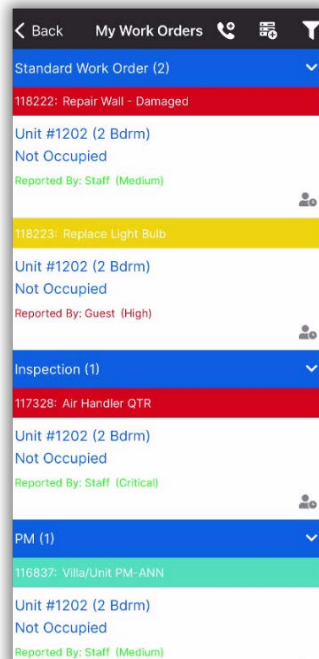 Back My Work Orders
Standard Work Order (2)
118222: Repair Wall - Damaged
Unit #1202 (2 Bdrm)
Not Occupied
Reported By: Staff (Medium)
118223: Replace Light Bulb
Unit #1202 (2 Bdrm)
Not Occupied
Reported By: Guest (High)
Inspection (1)
117328: Air Handler QTR
Unit #1202 (2 Bdrm)
Not Occupied
Reported By: Staff (Critical)
PM (1)
116837: Villa/Unit PM-ANN
Unit #1202 (2 Bdrm)
Not Occupied
Reported By: Staff (Medium)